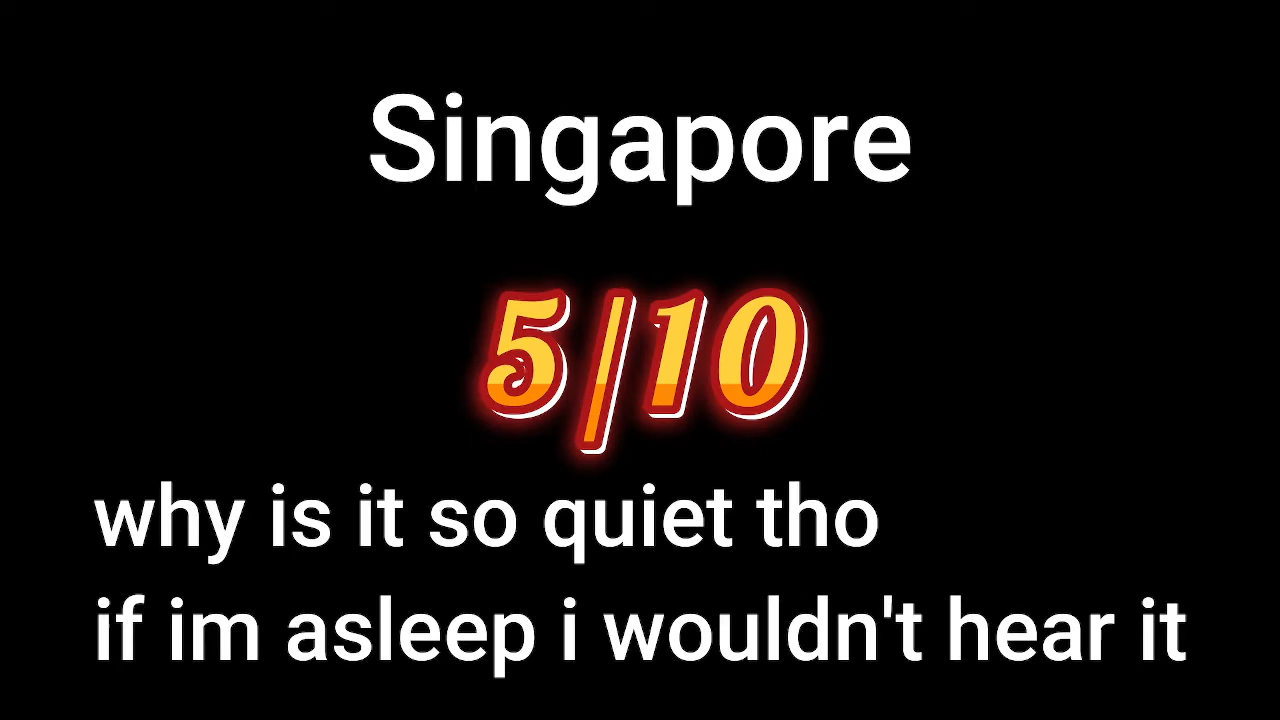 Singapore
5/10
why is it so quiet tho
if im asleep i wouldn't hear it